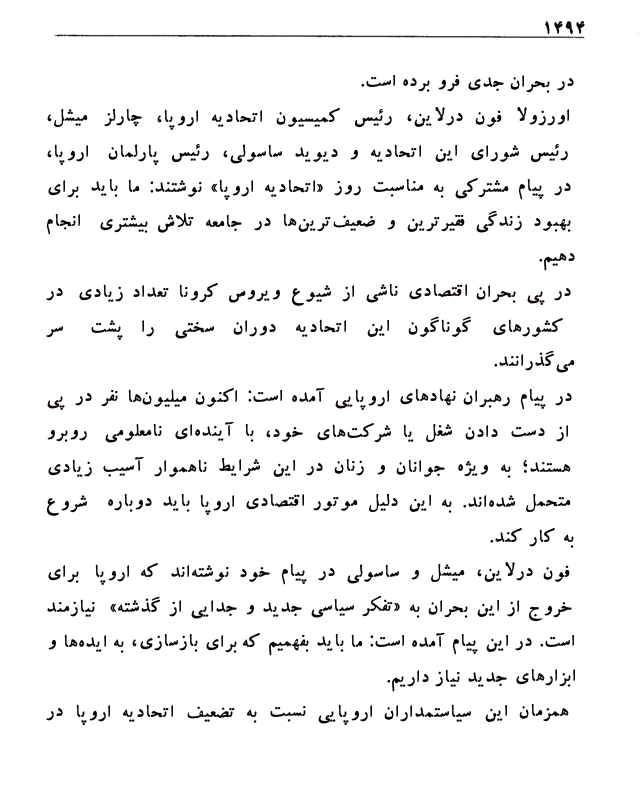 ۱۴۹۴
در بحران جدی فرو برده است.
اورزولا فون درلاین، رئیس کمیسیون اتحادیه اروپا، چارلز میشل،
رئیس شورای این اتحادیه و دیوید ساسولی، رئیس پارلمان اروپا،
در پیام مشترکی به مناسبت روز «اتحادیه اروپا» نوشتند: ما باید برای
بهبود زندگی فقیرترین و ضعیف‌ترین‌ها در جامعه تلاش بیشتری انجام
دهیم.
در پی بحران اقتصادی ناشی از شیوع ویروس کرونا تعداد زیادی در
کشورهای گوناگون این اتحادیه دوران سختی را پشت سر
می‌گذرانند.
در پیام رهبران نهادهای اروپایی آمده است: اکنون میلیون‌ها نفر در پی
از دست دادن شغل یا شرکت‌های خود، با آینده‌ای نامعلومی روبرو
هستند؛ به ویژه جوانان و زنان در این شرایط ناهموار آسیب زیادی
متحمل شده‌اند. به این دلیل موتور اقتصادی اروپا باید دوباره شروع
به کار کند.
فون درلاین، میشل و ساسولی در پیام خود نوشته‌اند که اروپا برای
خروج از این بحران به «تفکر سیاسی جدید و جدایی از گذشته» نیازمند
است. در این پیام آمده است: ما باید بفهمیم که برای بازسازی، به ایده‌ها و
ابزارهای جدید نیاز داریم.
همزمان این سیاستمداران اروپایی نسبت به تضعیف اتحادیه اروپا در